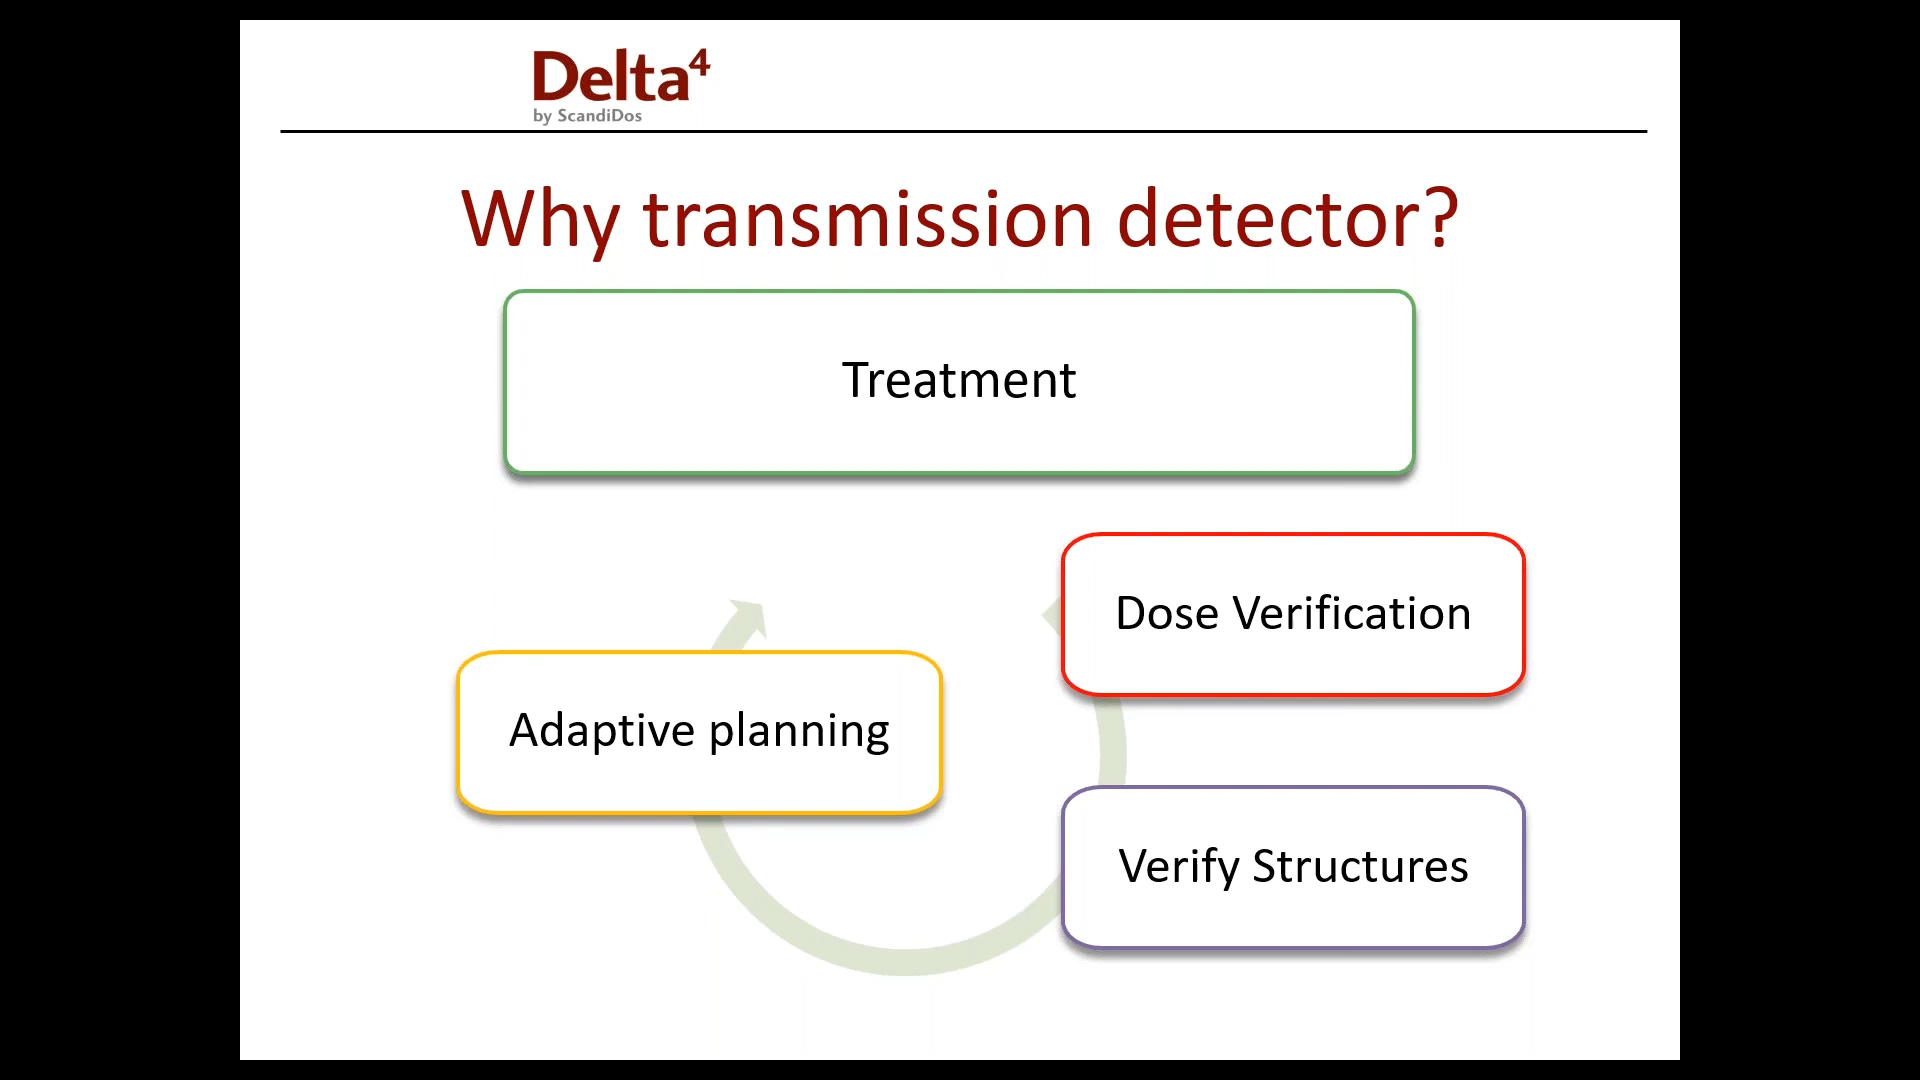 Delta⁴
by ScandiDos
Why transmission detector?
Treatment
Dose Verification
Adaptive planning
Verify Structures